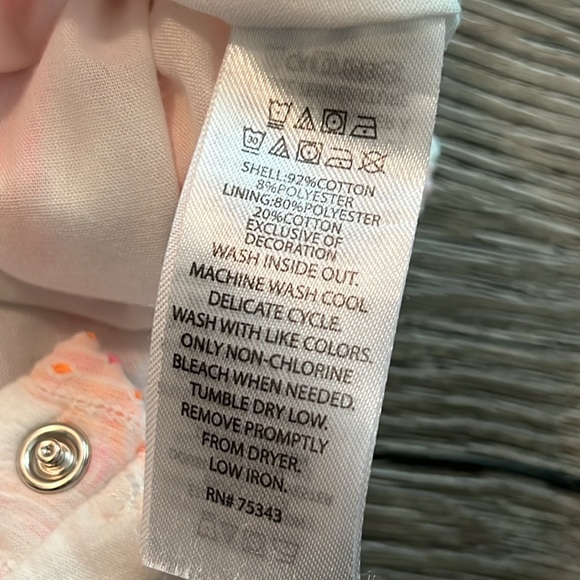 30
SHELL:92%COTTON
8%POLYESTER
LINING:80%POLYESTER
20%COTTON
EXCLUSIVE OF
DECORATION
WASH INSIDE OUT.
MACHINE WASH COOL
DELICATE CYCLE.
WASH WITH LIKE COLORS.
ONLY NON-CHLORINE
BLEACH WHEN NEEDED.
TUMBLE DRY LOW.
REMOVE PROMPTLY
FROM DRYER.
LOW IRON.
RN# 75343